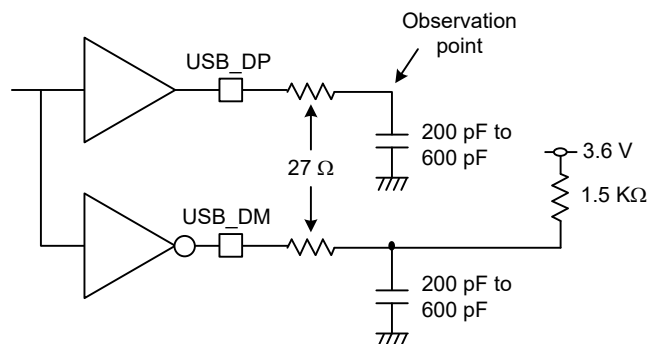 Observation
point
USB_DP
200 pF to
600 pF
27 Ω
3.6 V
1.5 KΩ
USB_DM
200 pF to
600 pF